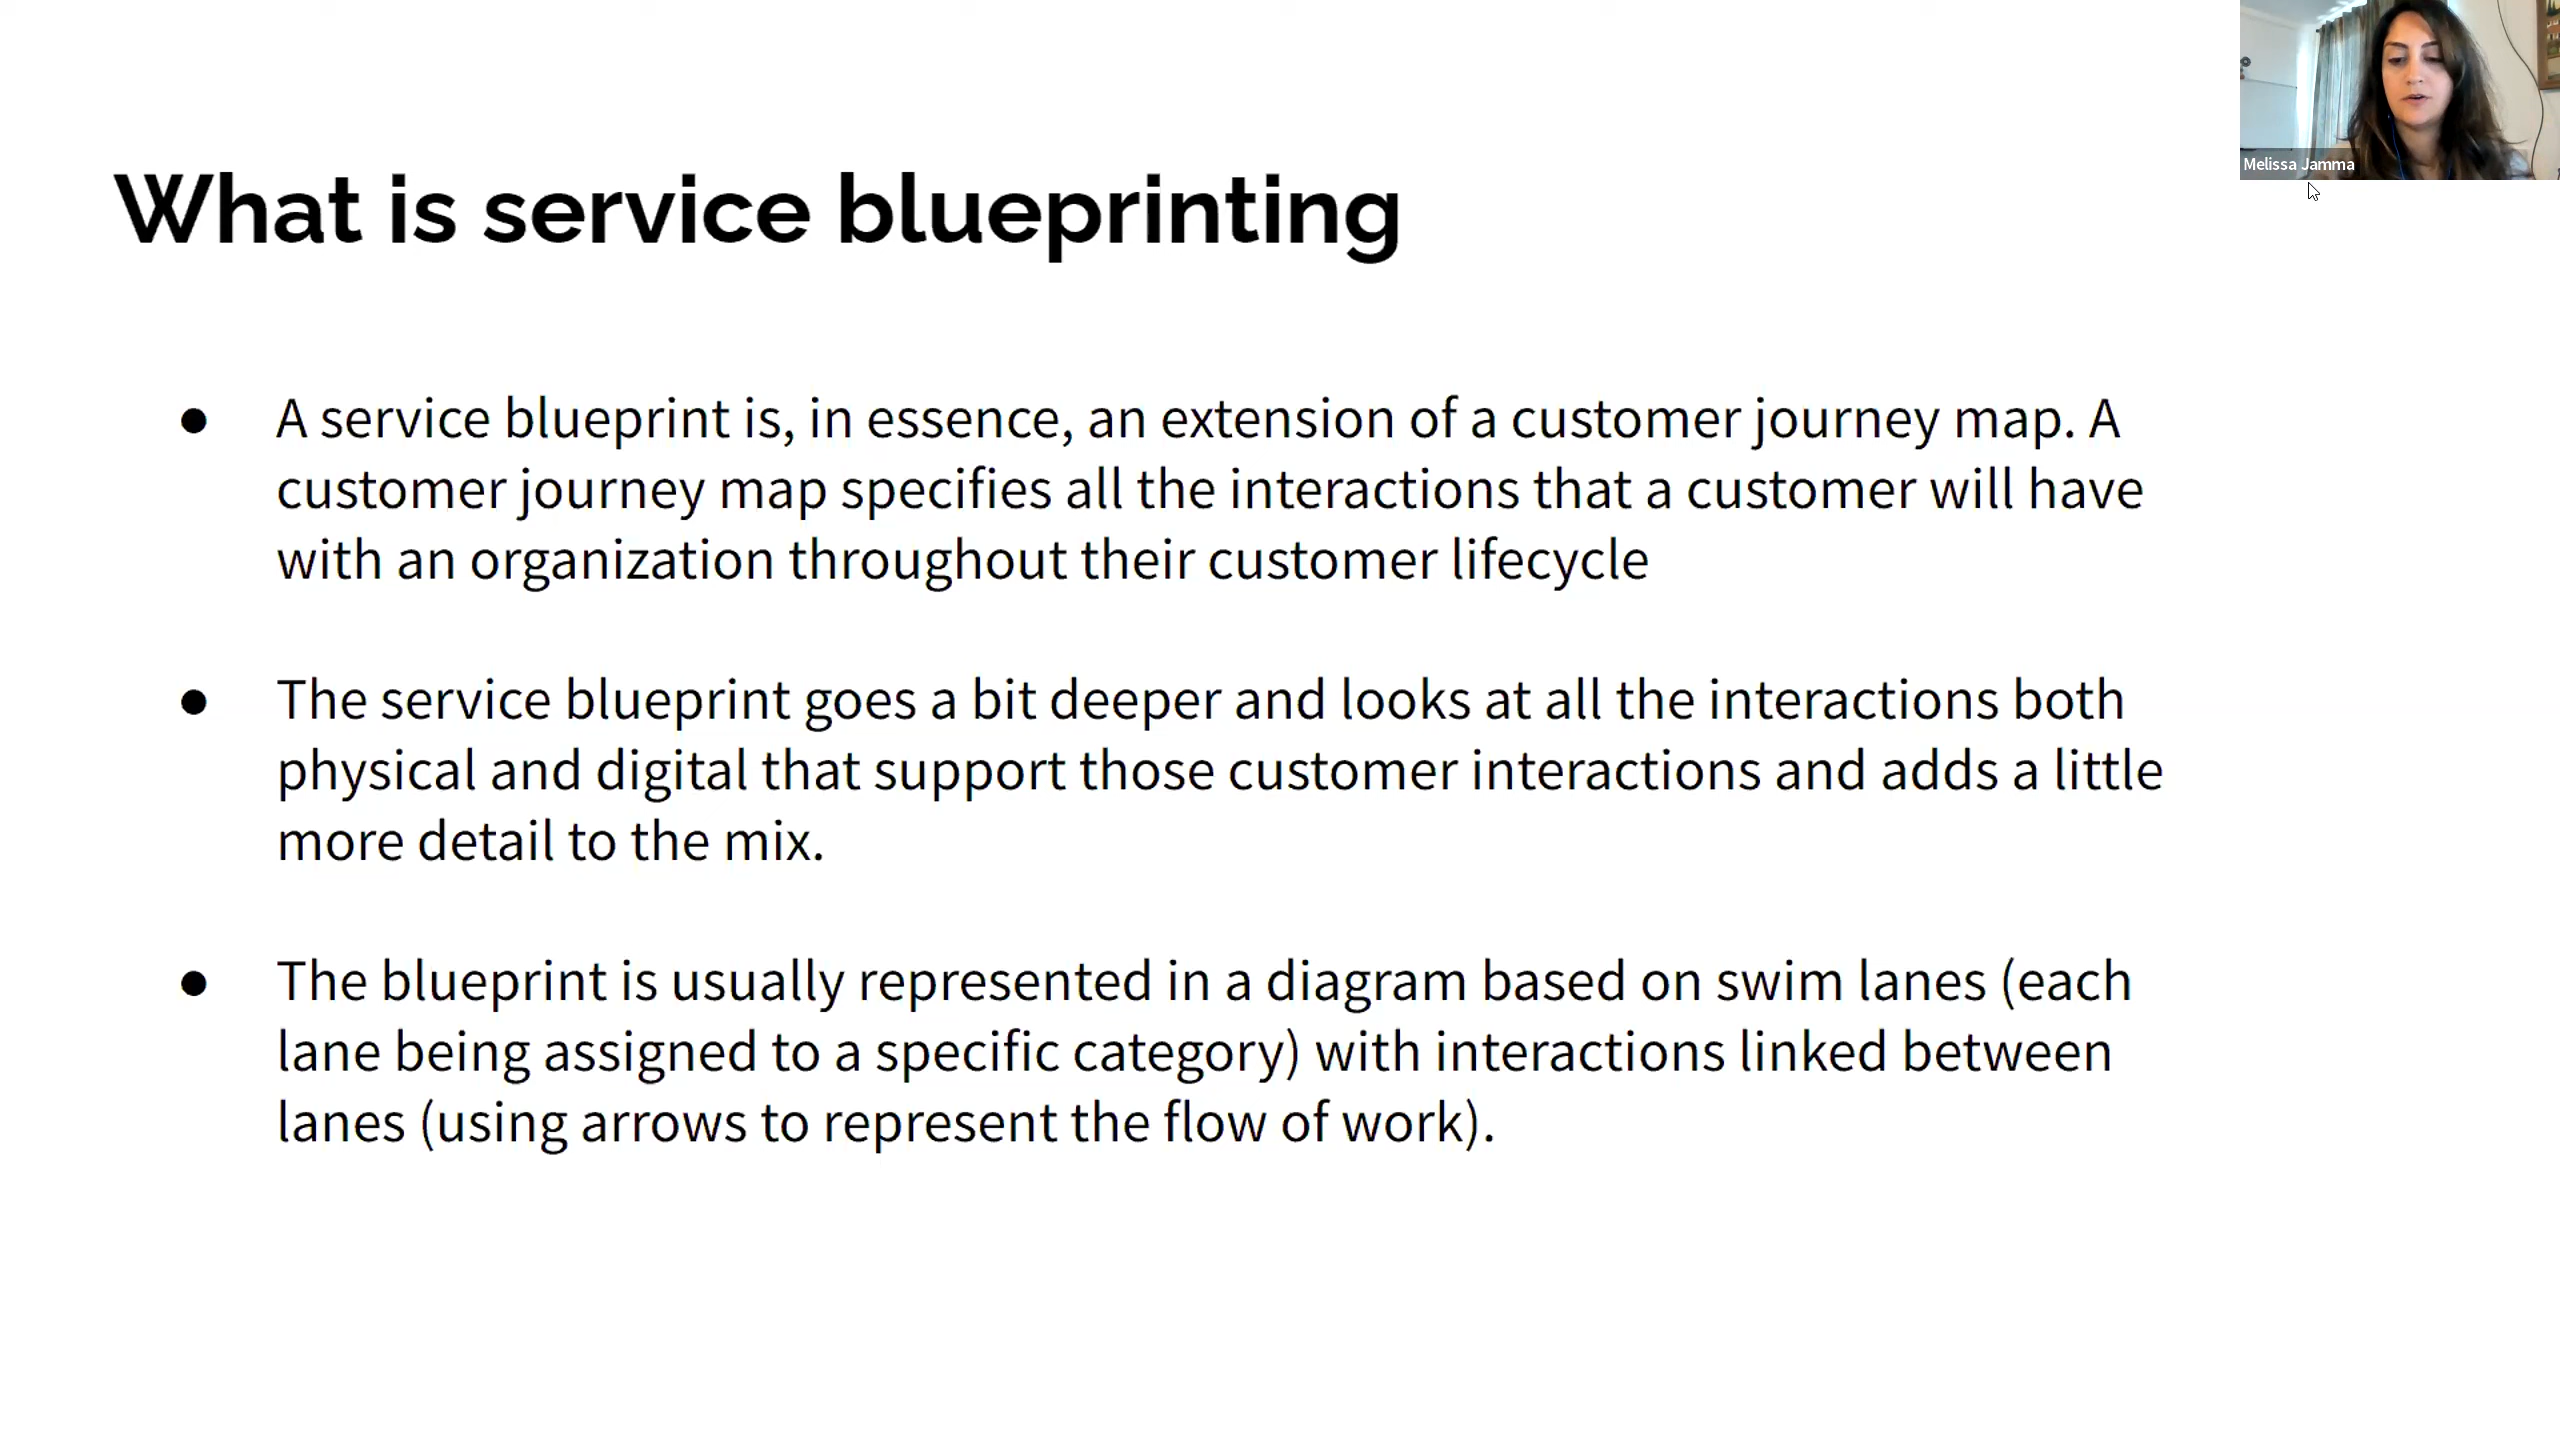 What is service blueprinting
Melissa Jamma
● A service blueprint is, in essence, an extension of a customer journey map. A
customer journey map specifies all the interactions that a customer will have
with an organization throughout their customer lifecycle
● The service blueprint goes a bit deeper and looks at all the interactions both
physical and digital that support those customer interactions and adds a little
more detail to the mix.
● The blueprint is usually represented in a diagram based on swim lanes (each
lane being assigned to a specific category) with interactions linked between
lanes (using arrows to represent the flow of work).